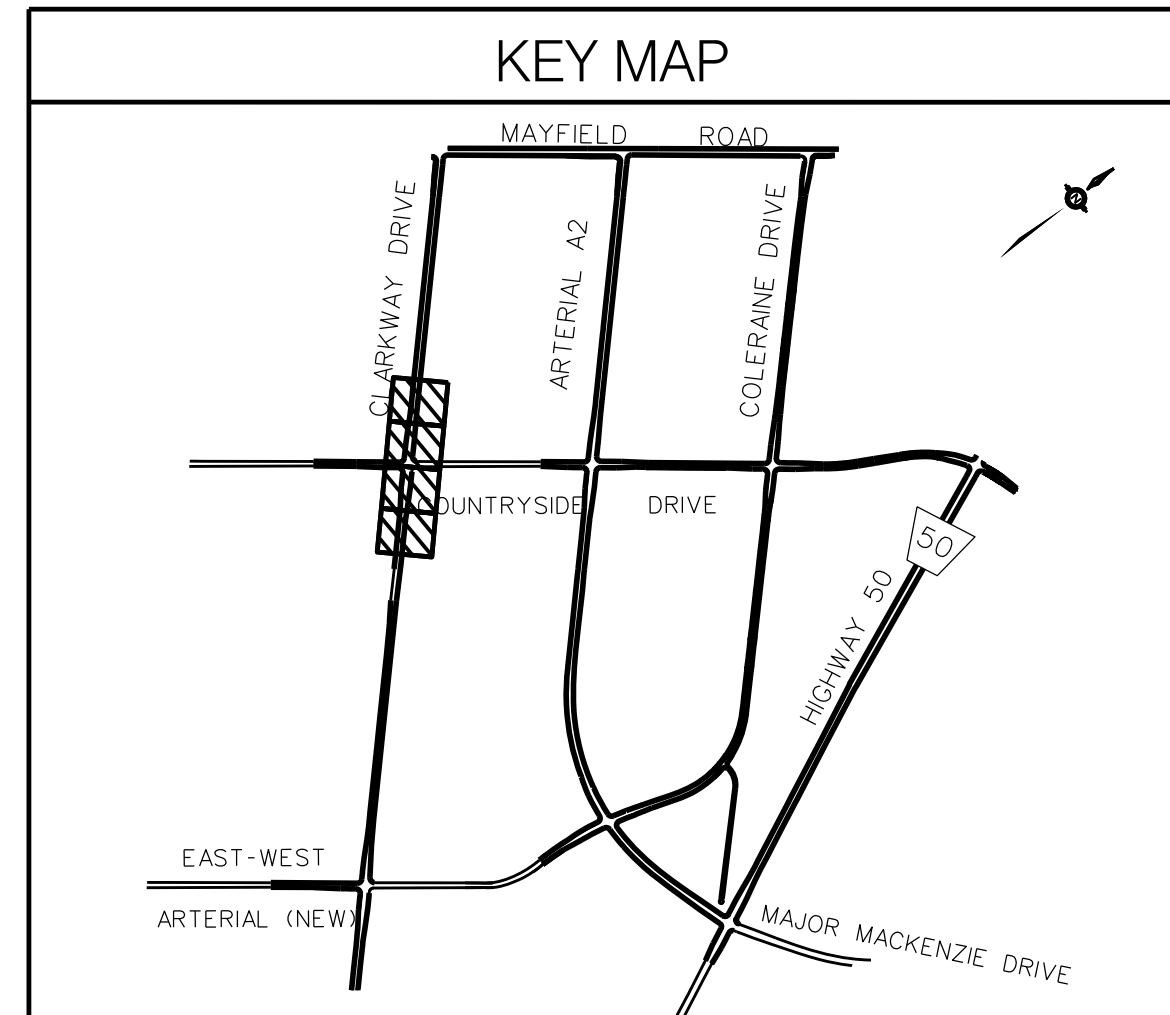 KEY MAP
MAYFIELD ROAD
CLARKWAY DRIVE
ARTERIAL A2
COLERAINE DRIVE
N
COUNTRYSIDE DRIVE
50
HIGHWAY 50
EAST-WEST
ARTERIAL (NEW)
MAJOR MACKENZIE DRIVE